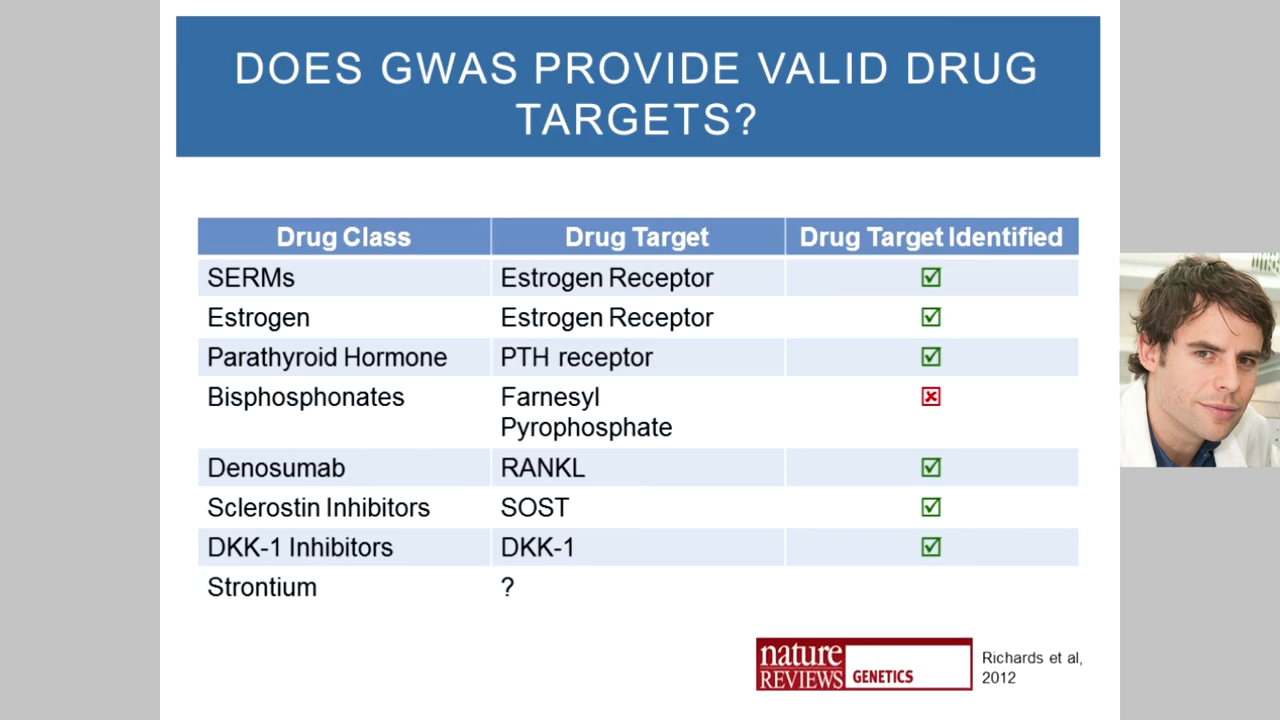 DOES GWAS PROVIDE VALID DRUG
TARGETS?
Drug Class Drug Target Drug Target Identified
SERMs Estrogen Receptor ☑
Estrogen Estrogen Receptor ☑
Parathyroid Hormone PTH receptor ☑
Bisphosphonates Farnesyl ☒
Pyrophosphate
Denosumab RANKL ☑
Sclerostin Inhibitors SOST ☑
DKK-1 Inhibitors DKK-1 ☑
Strontium ?
nature
REVIEWS GENETICS
Richards et al,
2012